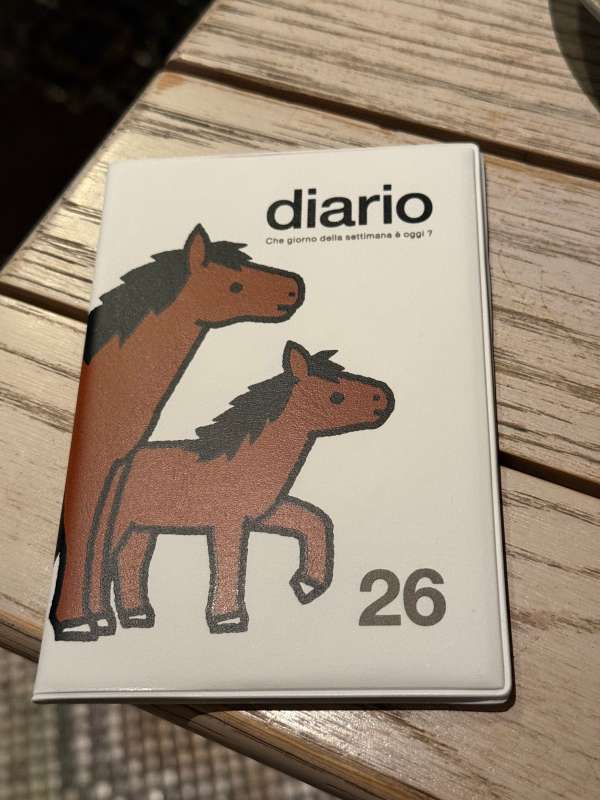 diario
Che giorno della settimana è oggi ?
26